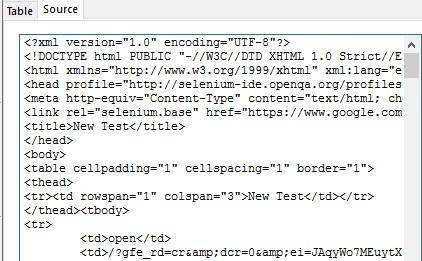 Table Source
<?xml version="1.0" encoding="UTF-8"?>
<!DOCTYPE html PUBLIC "-//W3C//DTD XHTML 1.0 Strict//E
<html xmlns="http://www.w3.org/1999/xhtml" xml:lang="e
<head profile="http://selenium-ide.openqa.org/profiles
<meta http-equiv="Content-Type" content="text/html; ch
<link rel="selenium.base" href="https://www.google.com
<title>New Test</title>
</head>
<body>
<table cellpadding="1" cellspacing="1" border="1">
<thead>
<tr><td rowspan="1" colspan="3">New Test</td></tr>
</thead><tbody>
<tr>
<td>open</td>
<td>/?gfe_rd=cr&amp;dcr=0&amp;ei=JAqyWo7MEuytX